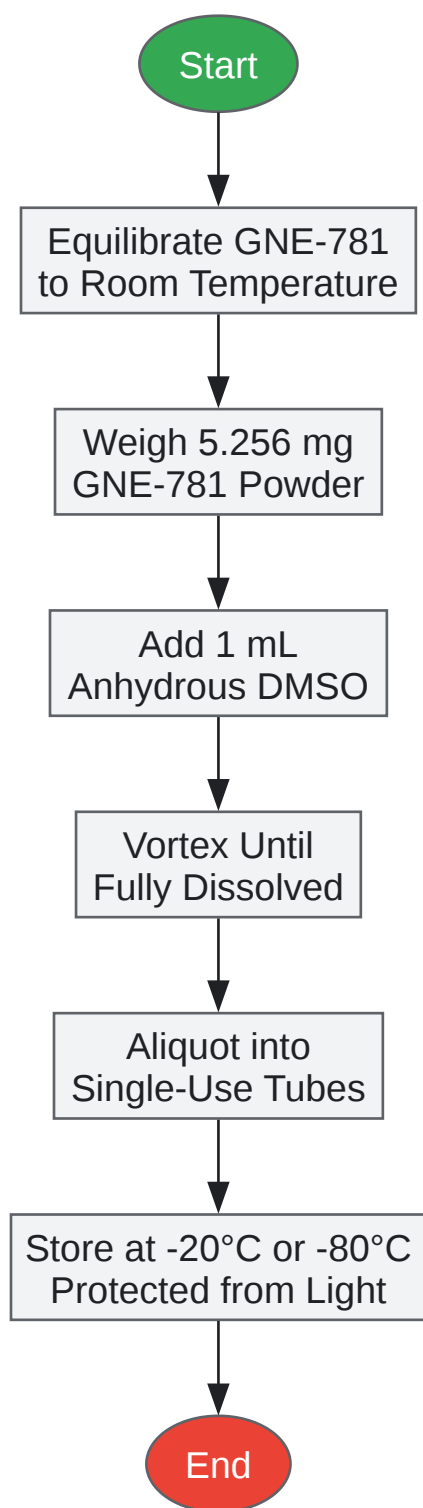 Start
Equilibrate GNE-781
to Room Temperature
Weigh 5.256 mg
GNE-781 Powder
Add 1 mL
Anhydrous DMSO
Vortex Until
Fully Dissolved
Aliquot into
Single-Use Tubes
Store at -20°C or -80°C
Protected from Light
End